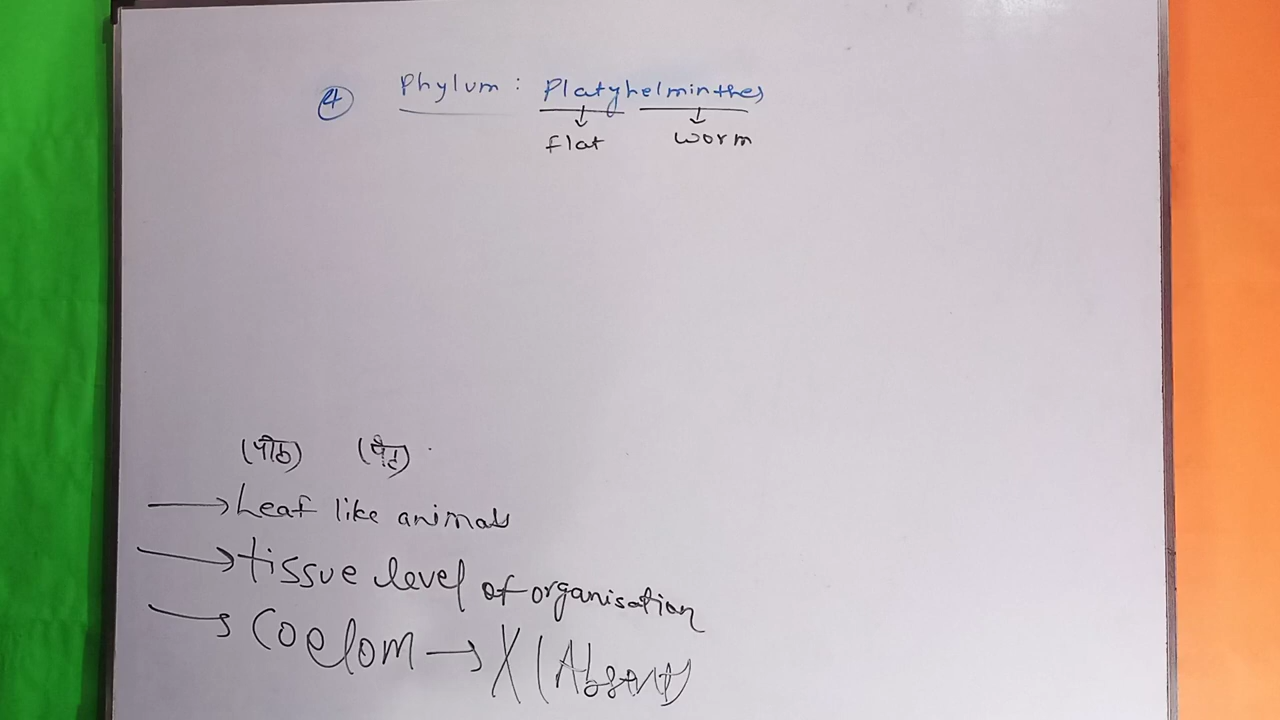 4 Phylum : Platyhelminthes
flat worm
(पीठ) (पेट)
→ Leaf like animals
→ tissue level of organisation
→ Coelom → X (Absent)